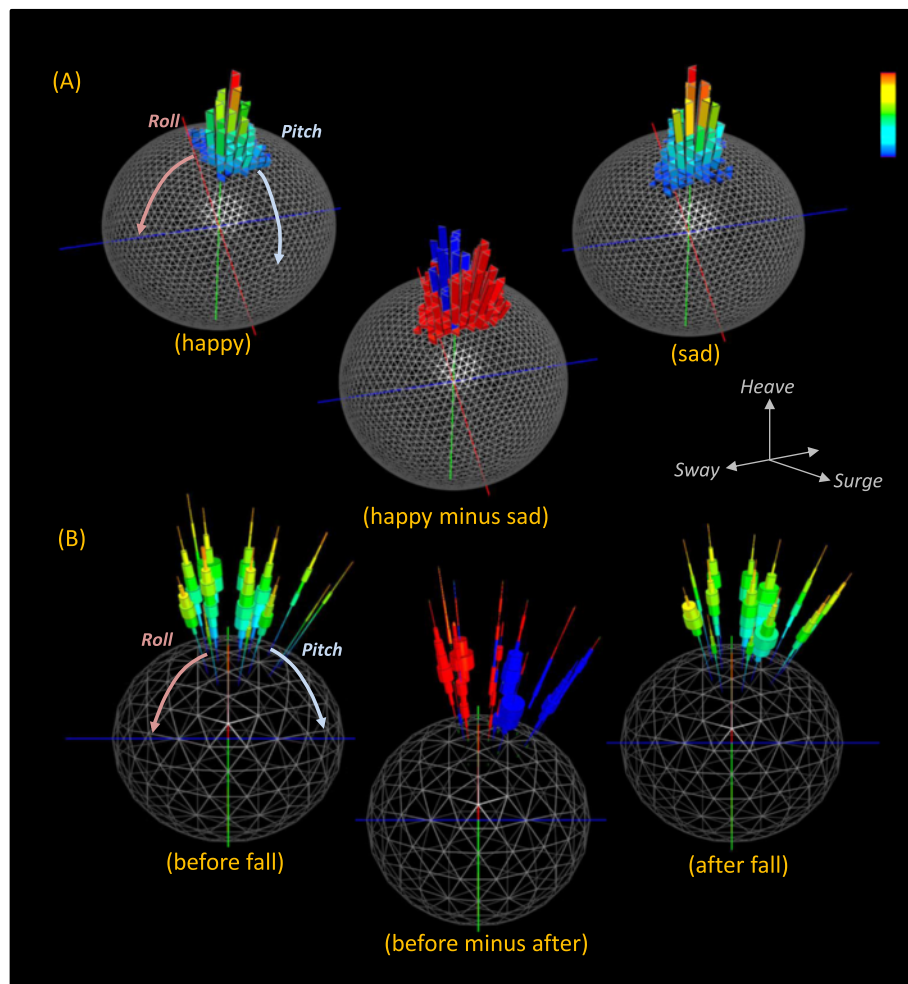 (A)
Roll
Pitch
(happy)
(sad)
(happy minus sad)
Heave
Sway
Surge
(B)
Roll
Pitch
(before fall)
(after fall)
(before minus after)